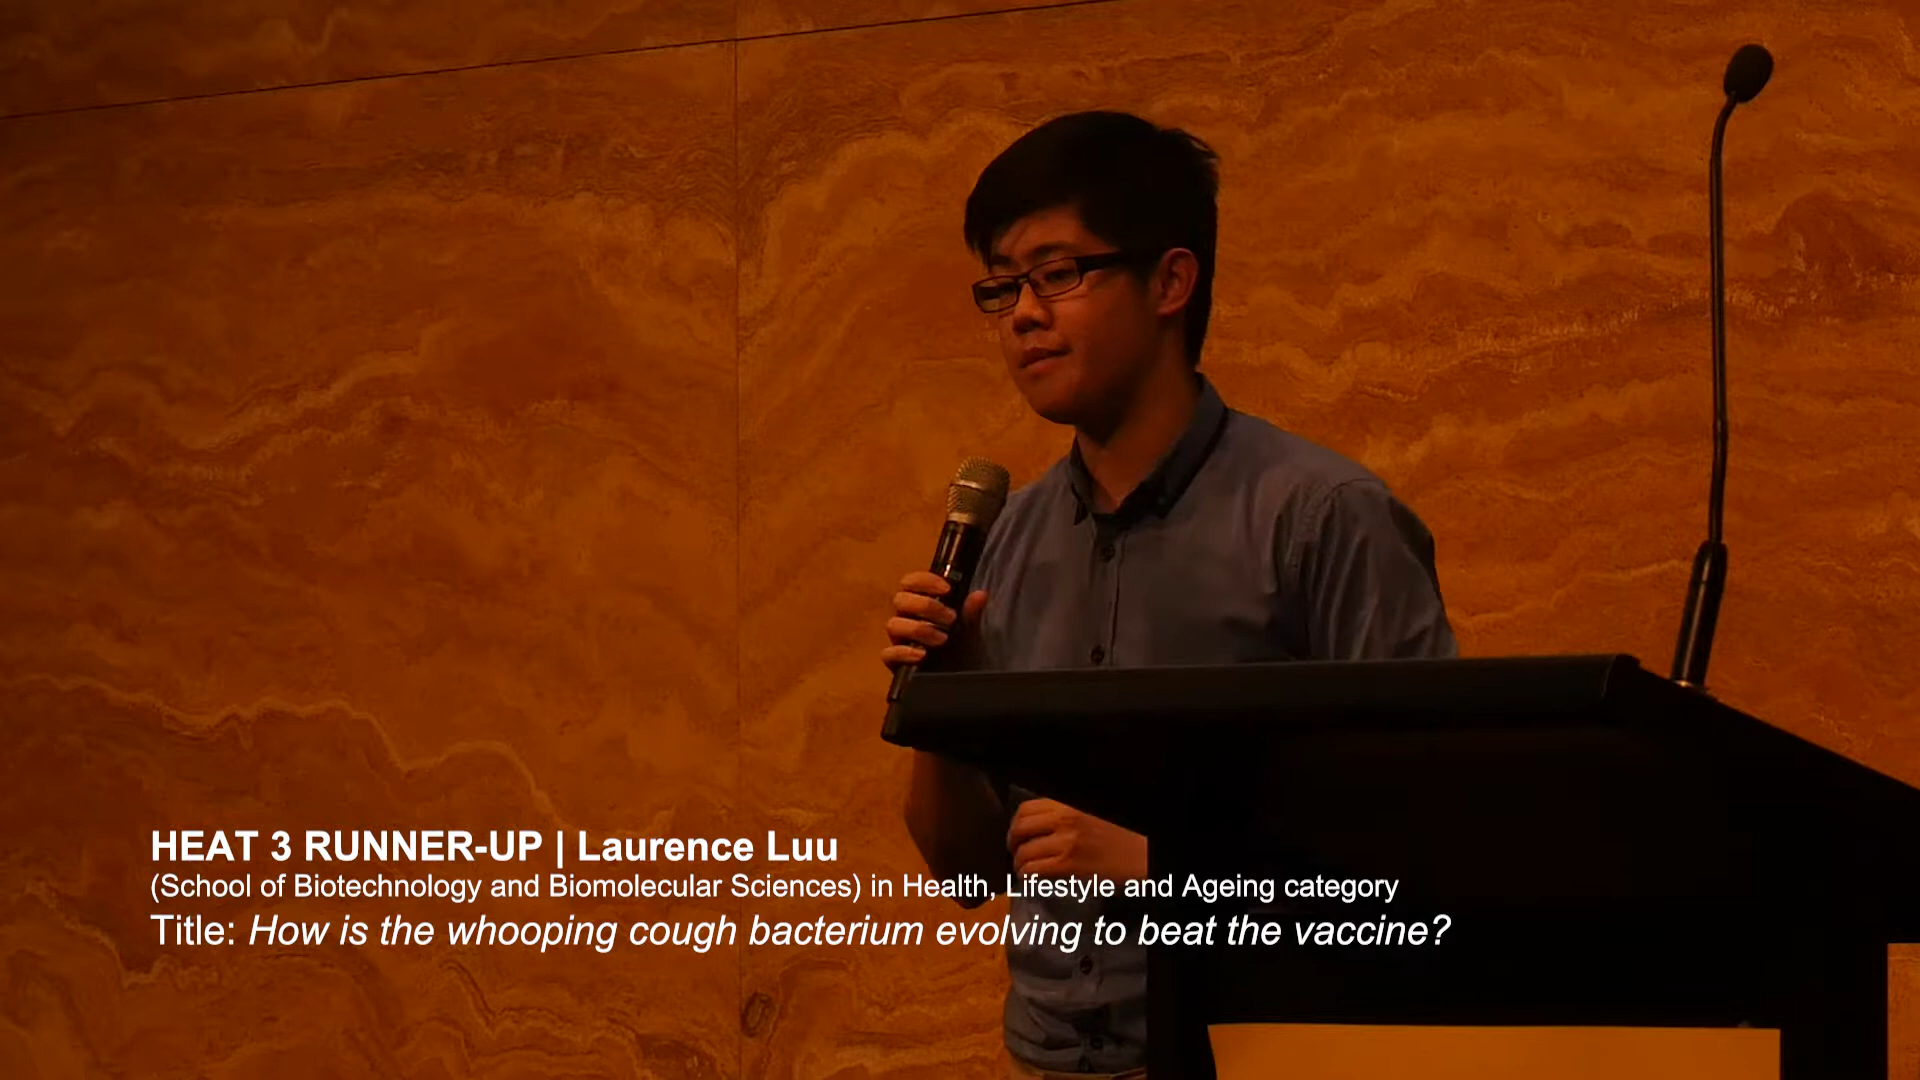 HEAT 3 RUNNER-UP | Laurence Luu
(School of Biotechnology and Biomolecular Sciences) in Health, Lifestyle and Ageing category
Title: How is the whooping cough bacterium evolving to beat the vaccine?